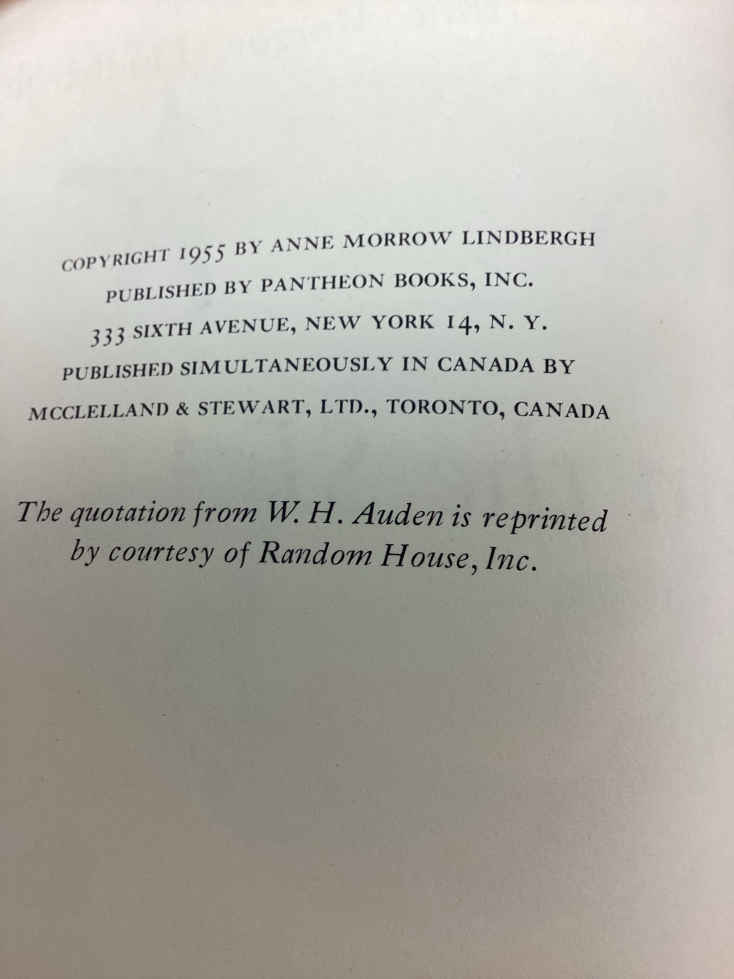 COPYRIGHT 1955 BY ANNE MORROW LINDBERGH
PUBLISHED BY PANTHEON BOOKS, INC.
333 SIXTH AVENUE, NEW YORK 14, N. Y.
PUBLISHED SIMULTANEOUSLY IN CANADA BY
MCCLELLAND & STEWART, LTD., TORONTO, CANADA
The quotation from W. H. Auden is reprinted
by courtesy of Random House, Inc.